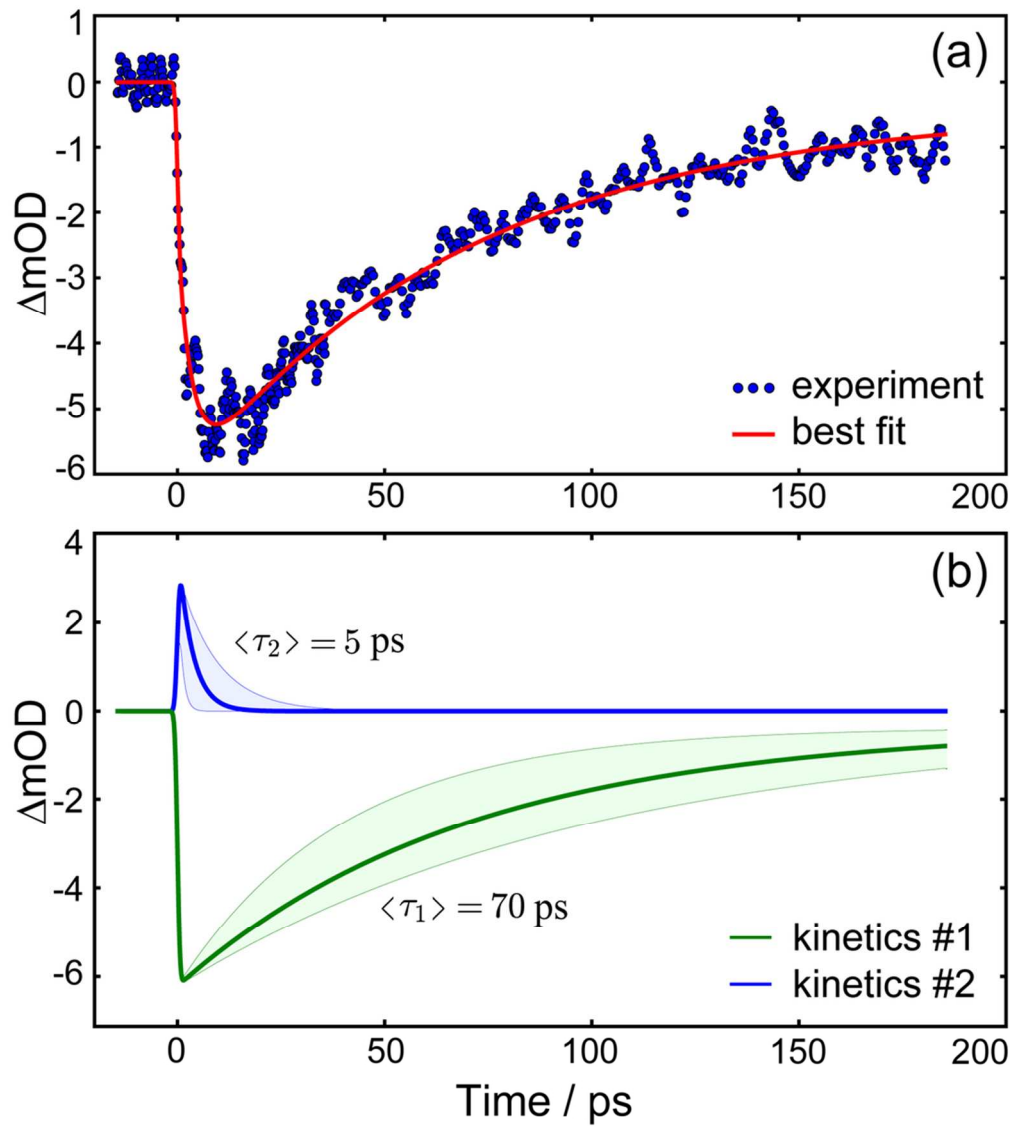 1
0
-1
-2
-3
-4
-5
-6
ΔmOD
(a)
experiment
best fit
0 50 100 150 200
4
2
0
-2
-4
-6
ΔmOD
(b)
⟨τ₂⟩ = 5 ps
⟨τ₁⟩ = 70 ps
kinetics #1
kinetics #2
0 50 100 150 200
Time / ps